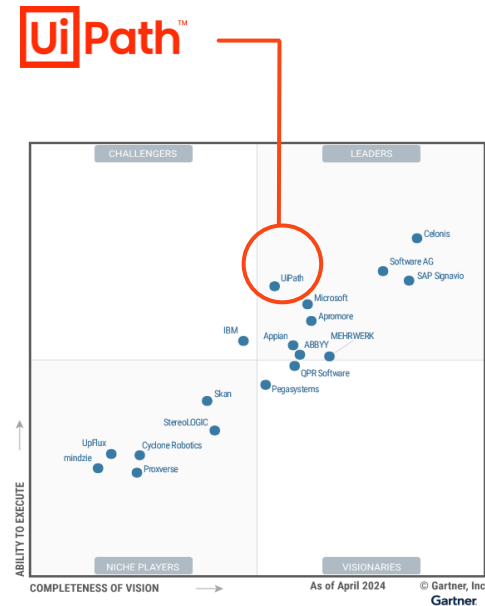 UiPath™
CHALLENGERS
LEADERS
Celonis
Software AG
SAP Signavio
UiPath
Microsoft
Apromore
IBM
Appian
MEHRWERK
ABBYY
QPR Software
Pegasystems
Skan
StereoLOGIC
UpFlux
Cyclone Robotics
mindzie
Proxverse
ABILITY TO EXECUTE
NICHE PLAYERS
VISIONARIES
COMPLETENESS OF VISION
As of April 2024
© Gartner, Inc
Gartner